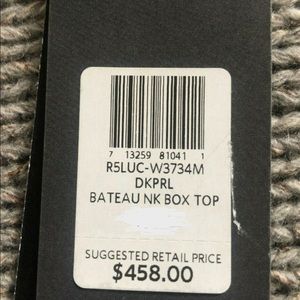 7 13259 81041 1
R5LUC-W3734M
DKPRL
BATEAU NK BOX TOP
SUGGESTED RETAIL PRICE
$458.00